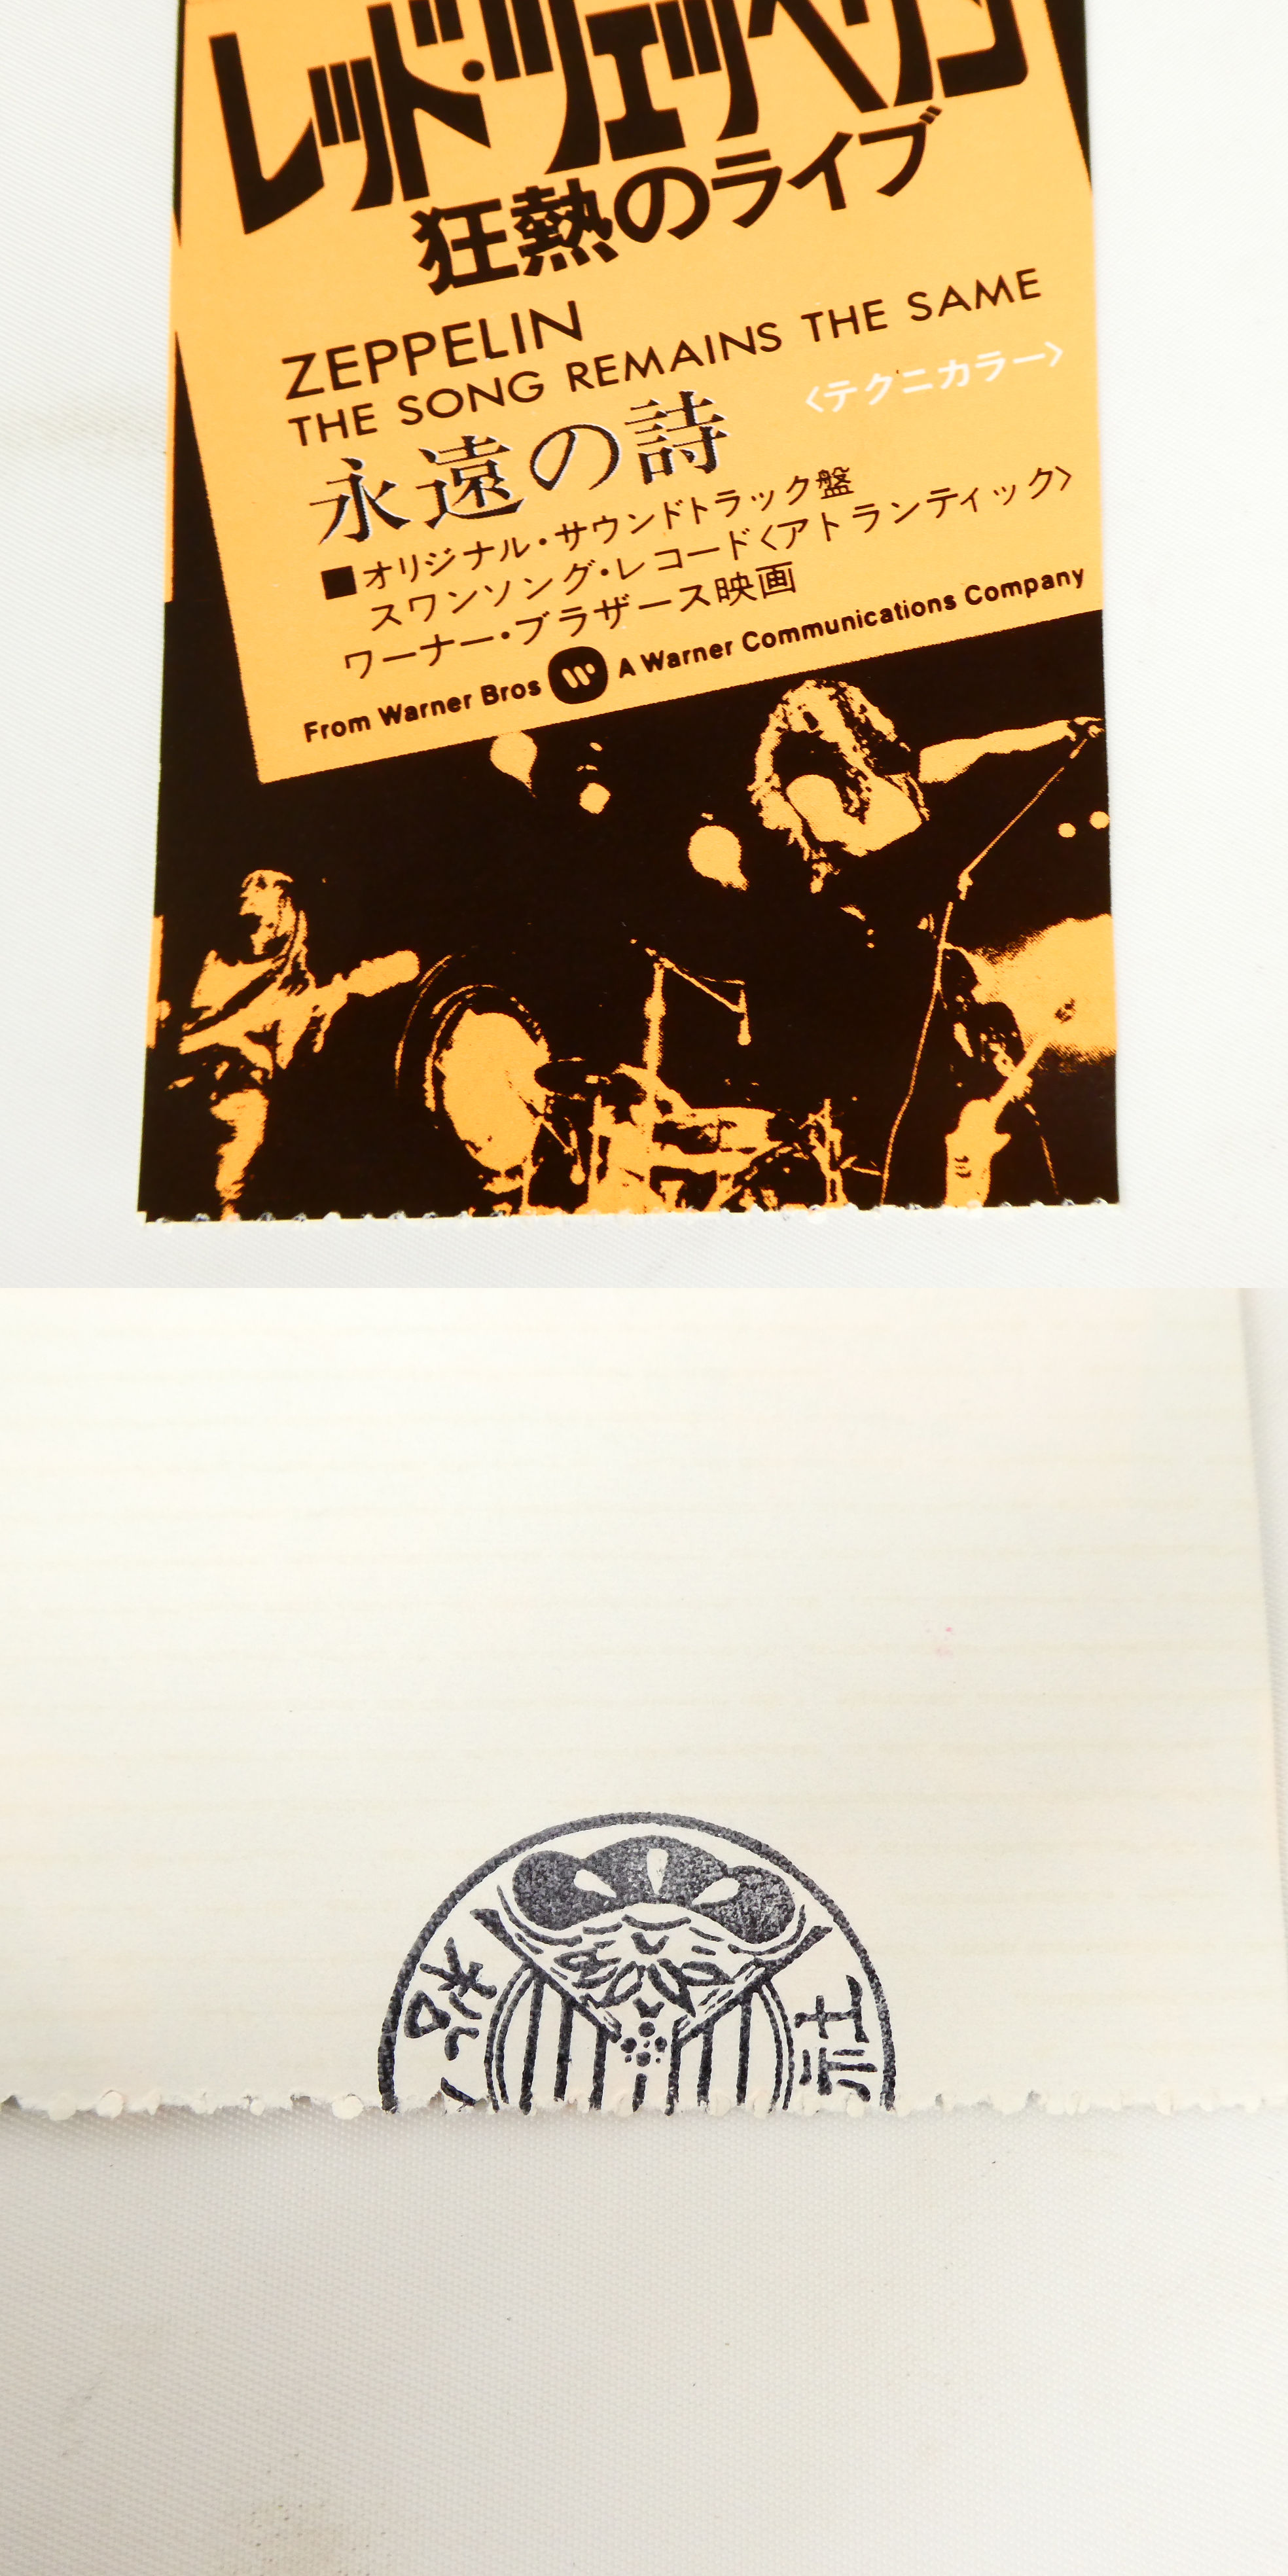 レッド・ツェッペリン
狂熱のライブ
ZEPPELIN
THE SONG REMAINS THE SAME
〈テクニカラー〉
永遠の詩
■オリジナル・サウンドトラック盤
スワンソング・レコード〈アトランティック〉
ワーナー・ブラザース映画
From Warner Bros A Warner Communications Company
松
社